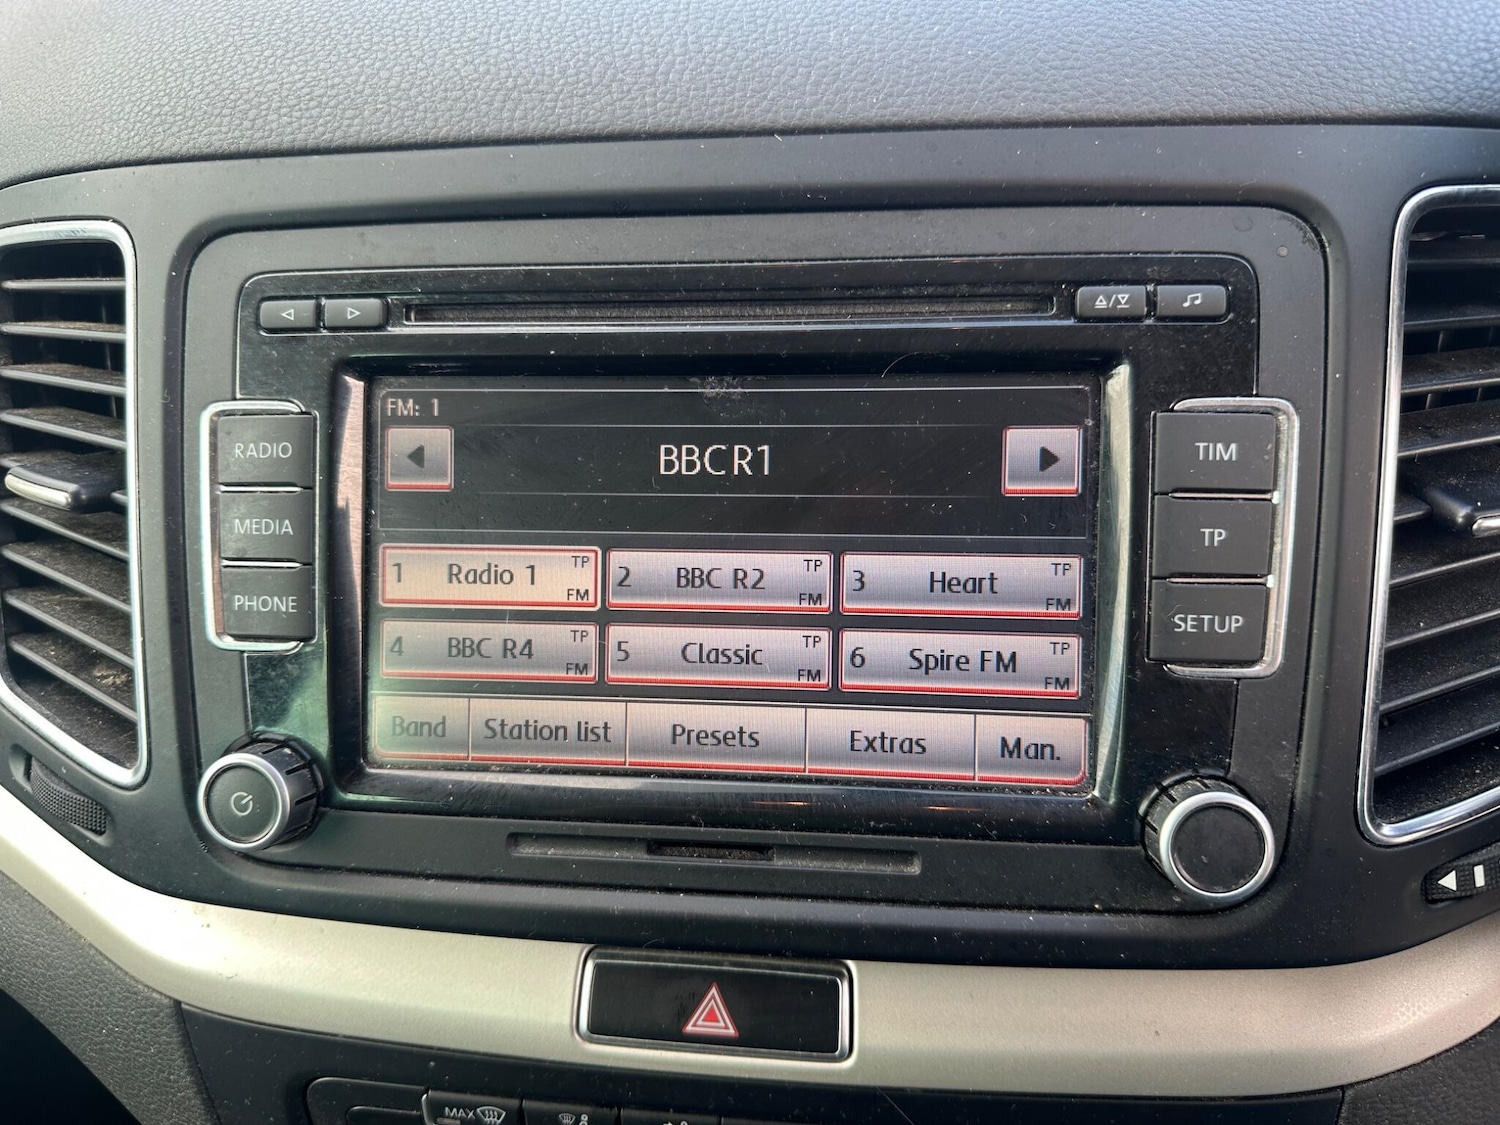 RADIO
MEDIA
PHONE
FM: 1
BBC R1
1 Radio 1 TP FM
2 BBC R2 TP FM
3 Heart TP FM
4 BBC R4 TP FM
5 Classic TP FM
6 Spire FM TP FM
Band Station list Presets Extras Man.
TIM
TP
SETUP
MAX